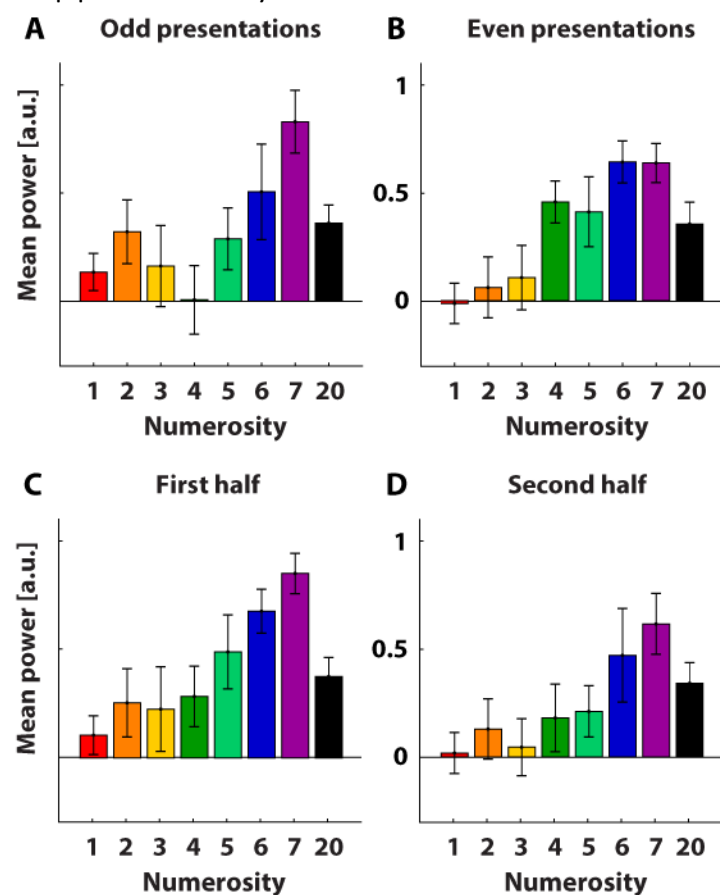 A Odd presentations
B Even presentations
Mean power [a.u.]
1
0.5
0
1 2 3 4 5 6 7 20
Numerosity
1 2 3 4 5 6 7 20
Numerosity
C First half
D Second half
Mean power [a.u.]
1
0.5
0
1 2 3 4 5 6 7 20
Numerosity
1 2 3 4 5 6 7 20
Numerosity